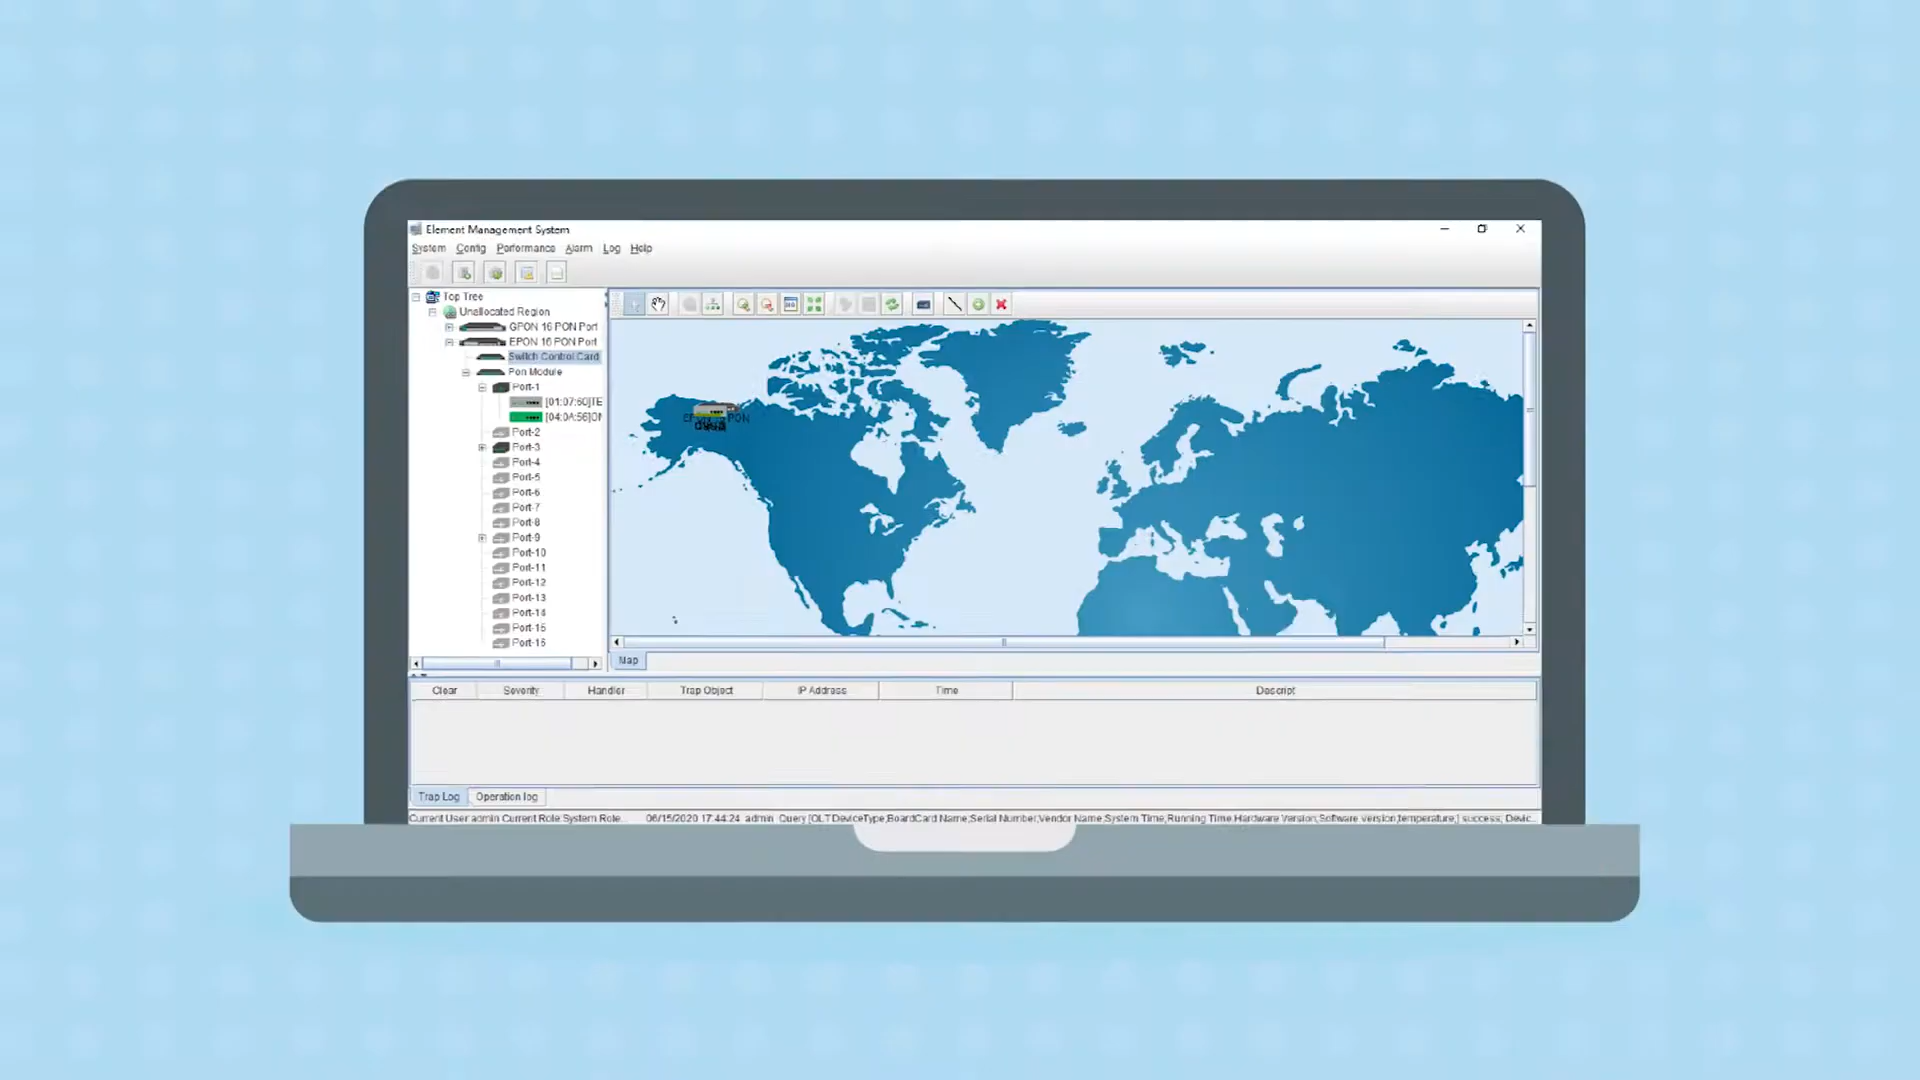 Element Management System
System Config Performance Alarm Log Help
Top Tree
Unallocated Region
GPON 16 PON Port
EPON 16 PON Port
Switch Control Card
Pon Module
Port-1
[01:07:60]TE
Port-2
Port-3
Port-4
Port-5
Port-6
Port-7
Port-8
Port-9
Port-10
Port-11
Port-12
Port-13
Port-14
Port-15
Port-16
Map
Clear Severity Handler Trap Object IP Address Time Descript
Trap Log Operation log
Current User admin Current Role System Role... 06/15/2020 17:44:24 admin Query [OLT DeviceType,BoardCard Name,Serial Number,Vendor Name,System Time,Running Time,Hardware Version,Software version,temperature,] success; Devic...